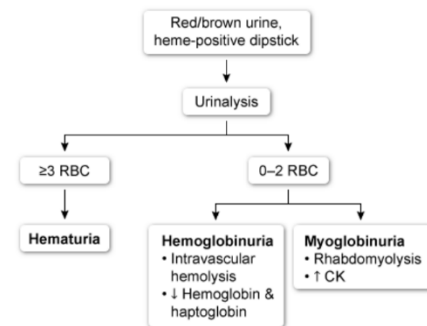 Red/brown urine,
heme-positive dipstick
Urinalysis
≥3 RBC
0–2 RBC
Hematuria
Hemoglobinuria
• Intravascular
hemolysis
• ↓ Hemoglobin &
haptoglobin
Myoglobinuria
• Rhabdomyolysis
• ↑ CK